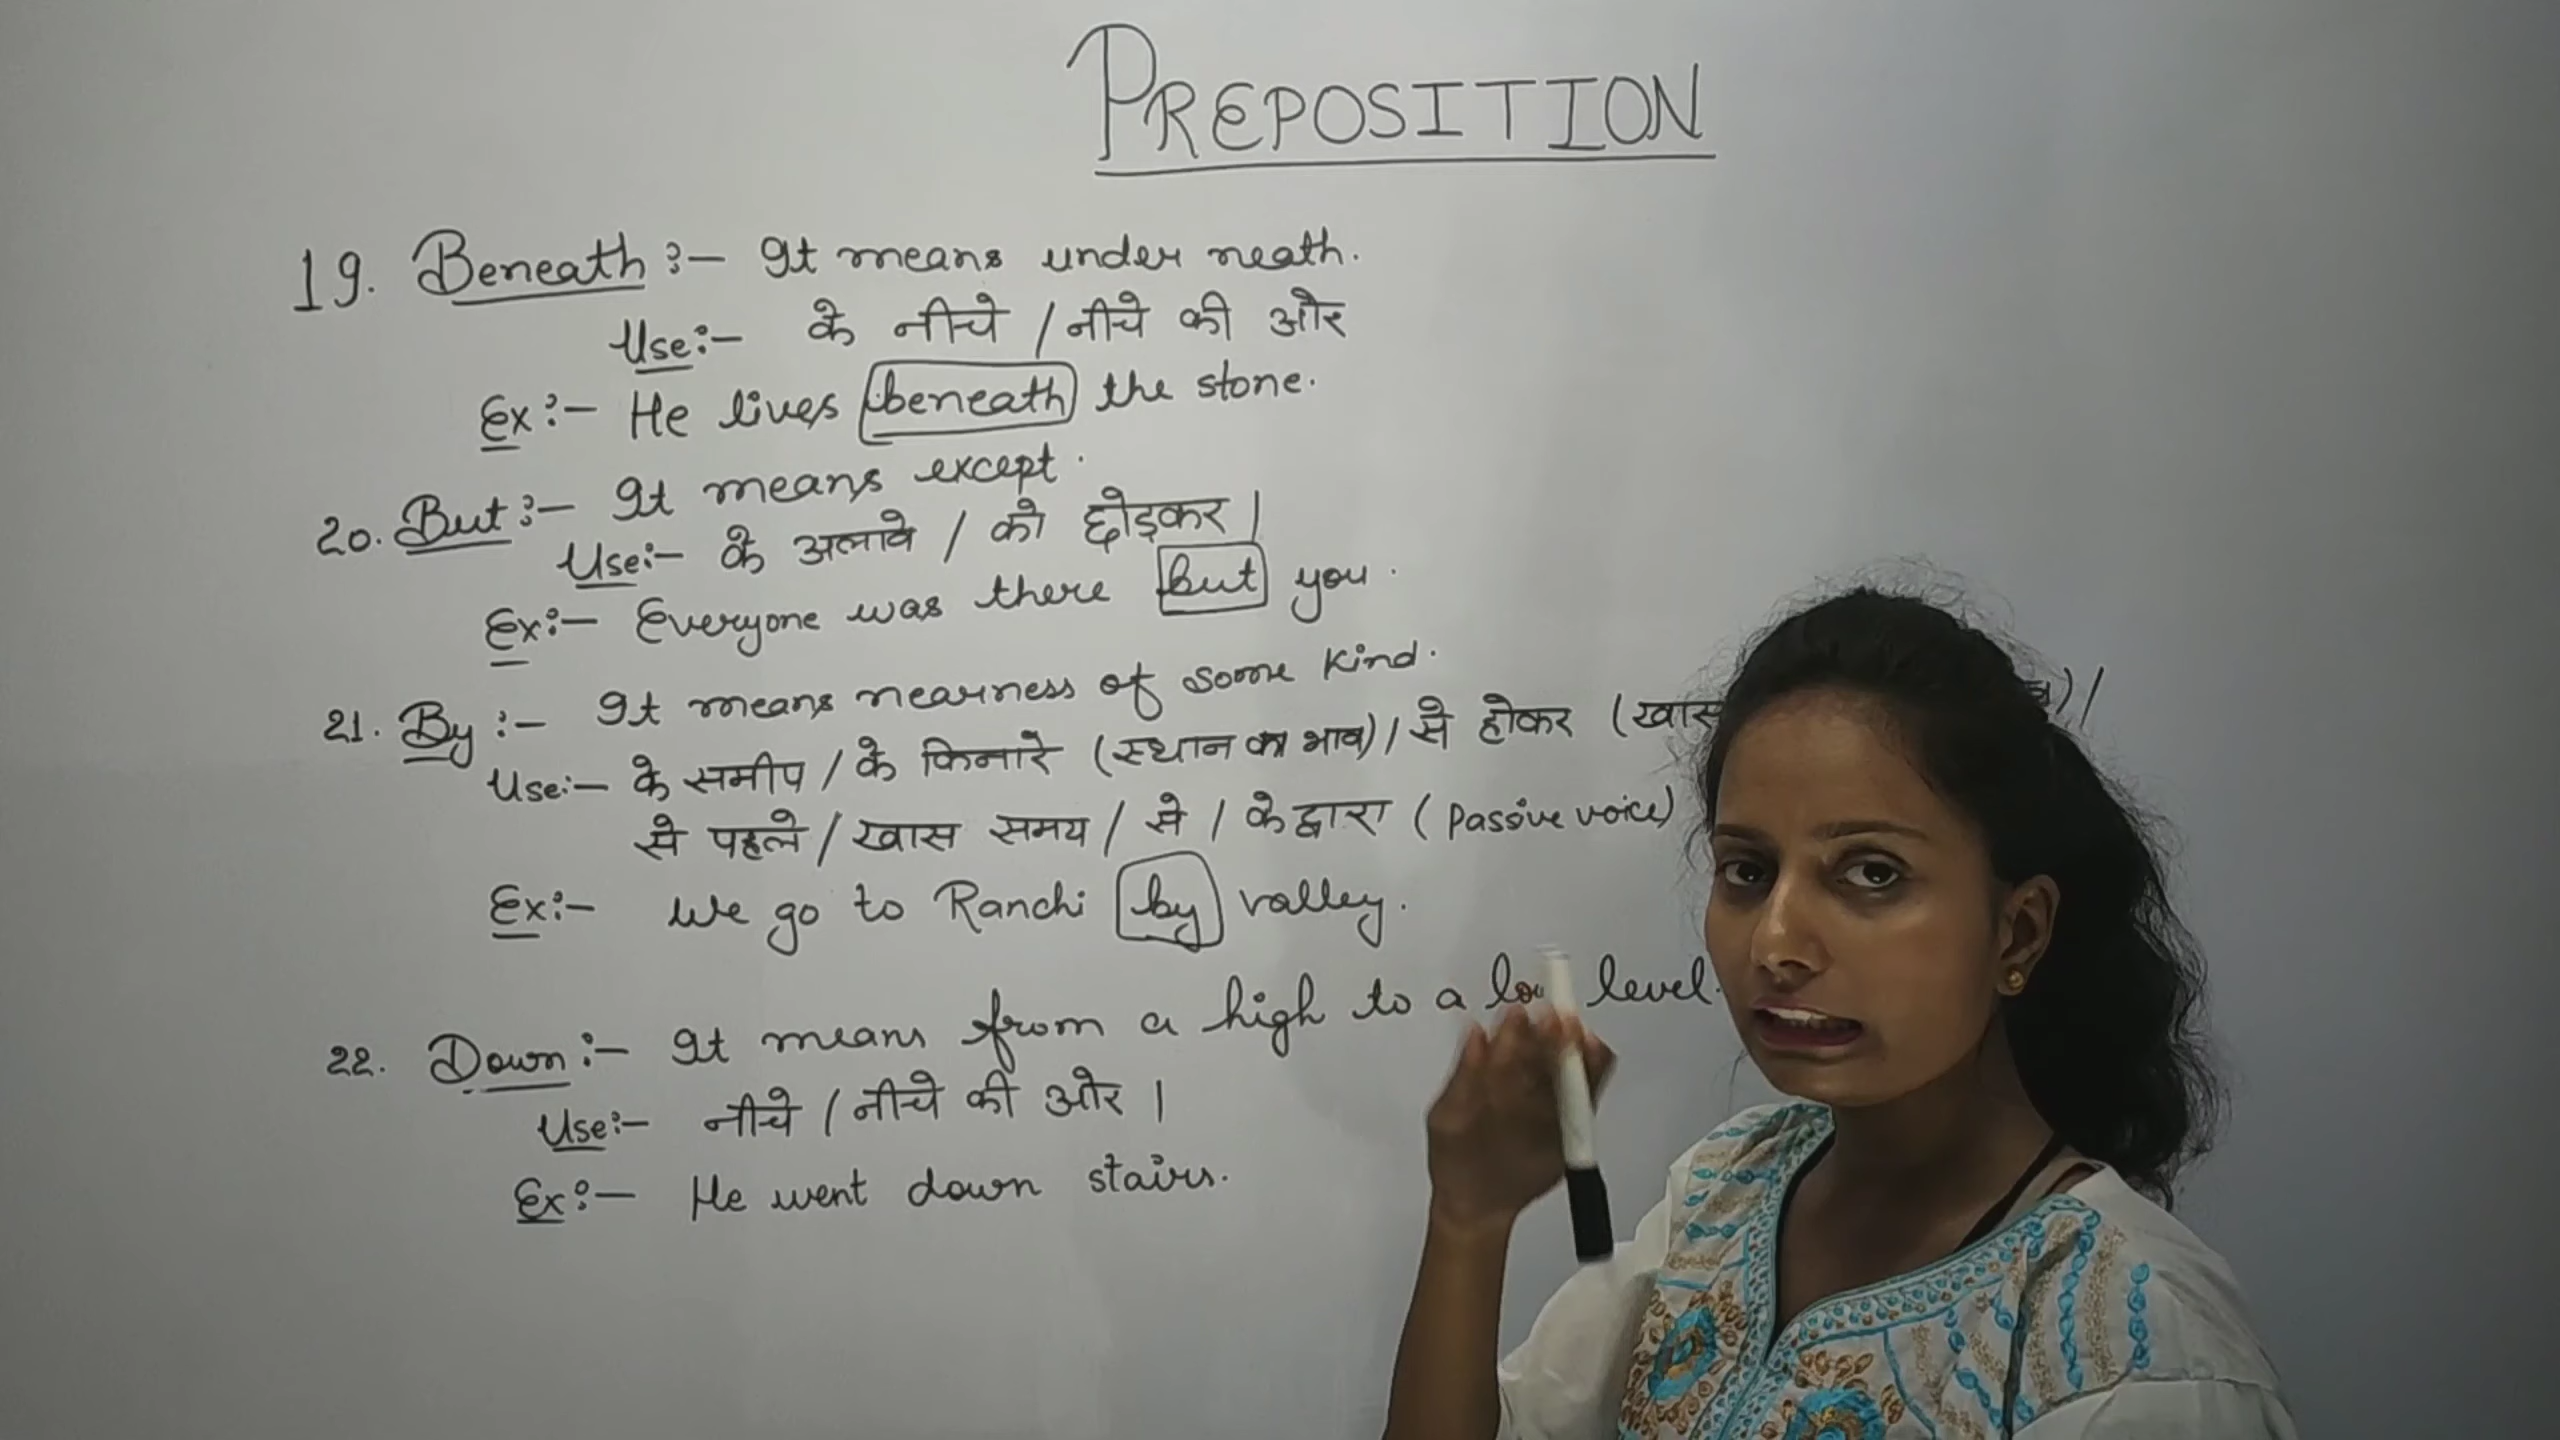 PREPOSITION
19. Beneath :- It means under neath.
Use:- के नीचे / नीचे की और
Ex:- He lives beneath the stone.
20. But :- It means except.
Use:- के अलावे / को छोड़कर |
Ex:- Everyone was there but you.
21. By :- It means nearness of some kind.
Use:- के समीप / के किनारे (स्थान का भाव) / से होकर (खास ) /
से पहले / खास समय / से / के द्वारा (Passive voice)
Ex:- We go to Ranchi by valley.
22. Down :- It means from a high to a low level.
Use:- नीचे / नीचे की ओर |
Ex:- He went down stairs.